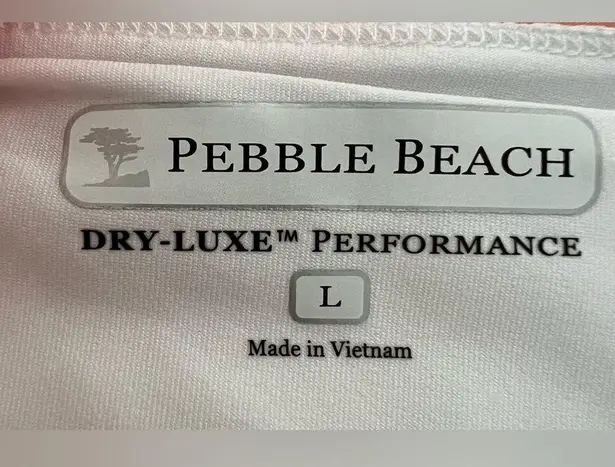 PEBBLE BEACH
DRY-LUXE™ PERFORMANCE
L
Made in Vietnam